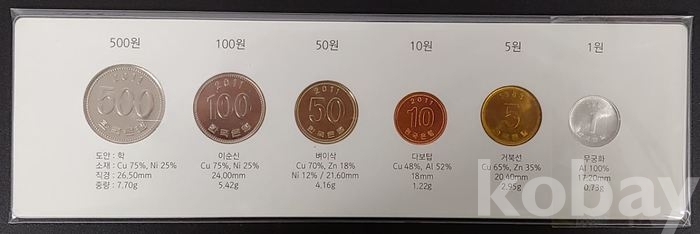 500원 100원 50원 10원 5원 1원
2011 2011 2011 2011 1983
500 100 50 10 5 1
한국은행 한국은행 한국은행 한국은행 한국은행
도안 : 학 이순신 벼이삭 다보탑 거북선 무궁화
소재 : Cu 75%, Ni 25% Cu 75%, Ni 25% Cu 70%, Zn 18% Cu 48%, Al 52% Cu 65%, Zn 35% Al 100%
직경 : 26.50mm 24.00mm Ni 12% / 21.60mm 18mm 20.40mm 17.20mm
중량 : 7.70g 5.42g 4.16g 1.22g 2.95g 0.73g
kobay